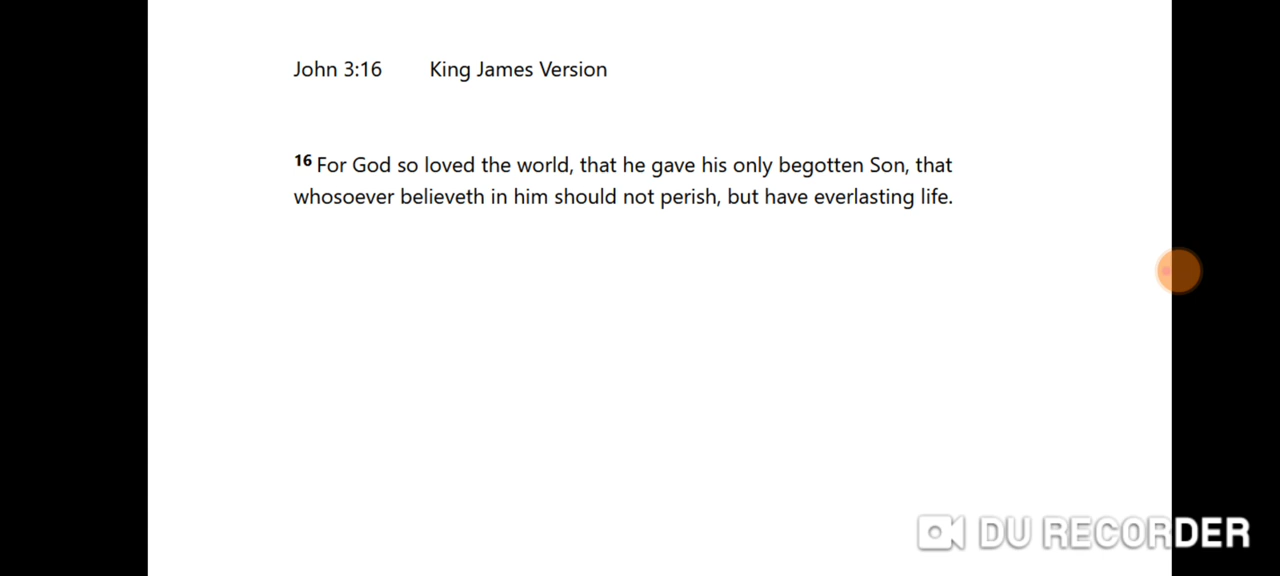 John 3:16 King James Version
16 For God so loved the world, that he gave his only begotten Son, that
whosoever believeth in him should not perish, but have everlasting life.
DU RECORDER